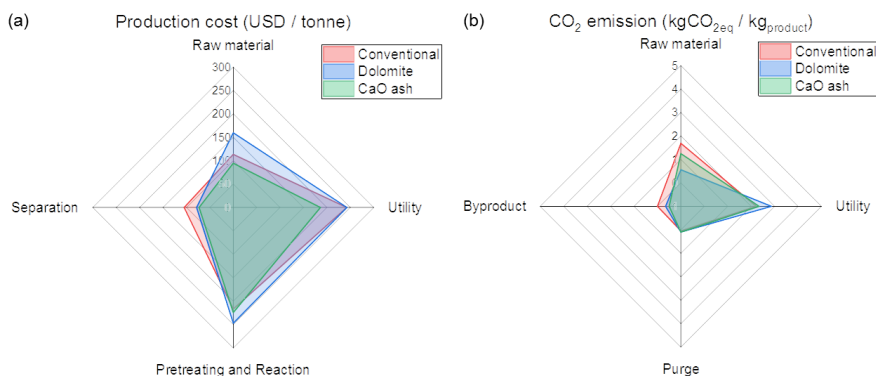 (a)
Production cost (USD / tonne)
Raw material
Conventional
Dolomite
CaO ash
300
250
200
150
100
Separation
Utility
Pretreating and Reaction
(b)
CO2 emission (kgCO2eq / kgproduct)
Raw material
Conventional
Dolomite
CaO ash
5
4
3
2
Byproduct
Utility
Purge